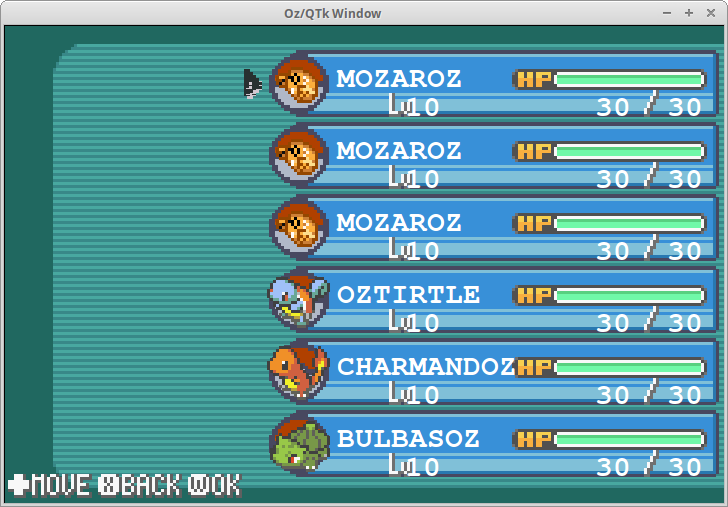 Oz/QTk Window
MOZAROZ HP
Lv10 30 / 30
MOZAROZ HP
Lv10 30 / 30
MOZAROZ HP
Lv10 30 / 30
OZTIRTLE HP
Lv10 30 / 30
CHARMANDOZ HP
Lv10 30 / 30
BULBASOZ HP
Lv10 30 / 30
MOVE BACK OK